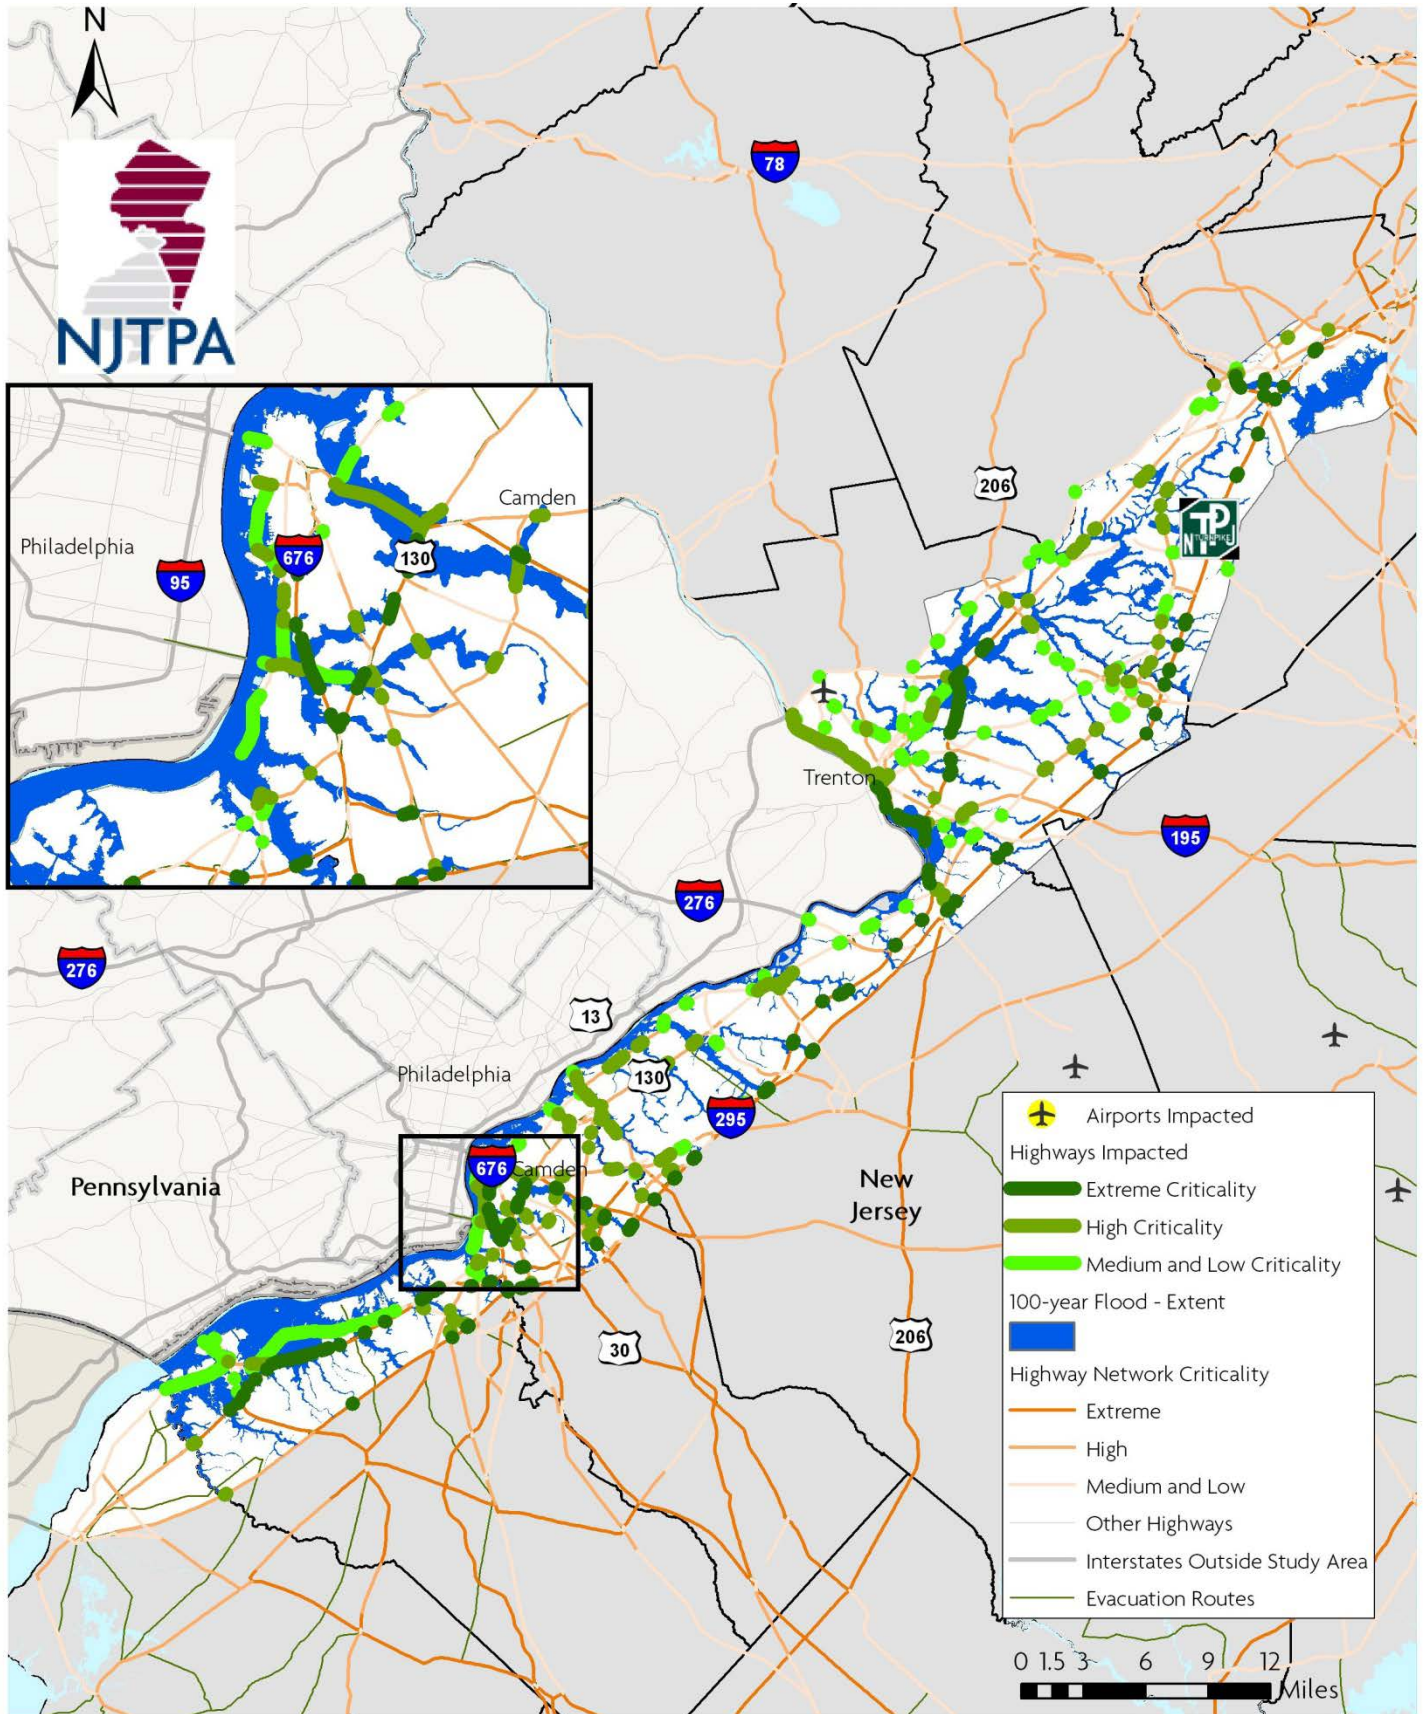 N
NJTPA
78
Philadelphia
95
676
130
Camden
206
TP
N TURNPIKE J
Trenton
195
276
276
13
Philadelphia
130
295
676
Camden
Pennsylvania
New
Jersey
30
206
Airports Impacted
Highways Impacted
Extreme Criticality
High Criticality
Medium and Low Criticality
100-year Flood - Extent
Highway Network Criticality
Extreme
High
Medium and Low
Other Highways
Interstates Outside Study Area
Evacuation Routes
0 1.5 3 6 9 12
Miles